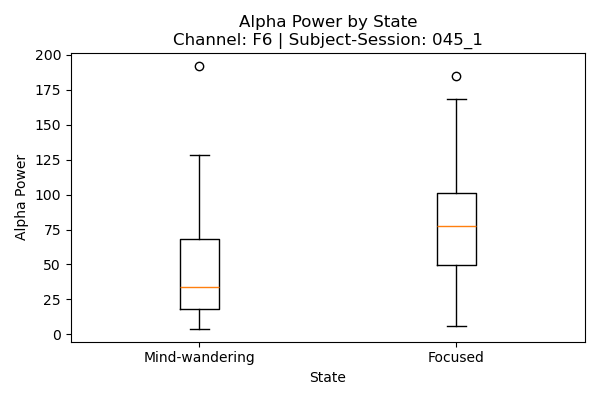 Alpha Power by State
Channel: F6 | Subject-Session: 045_1
200
175
150
125
100
75
50
25
0
Alpha Power
Mind-wandering
Focused
State